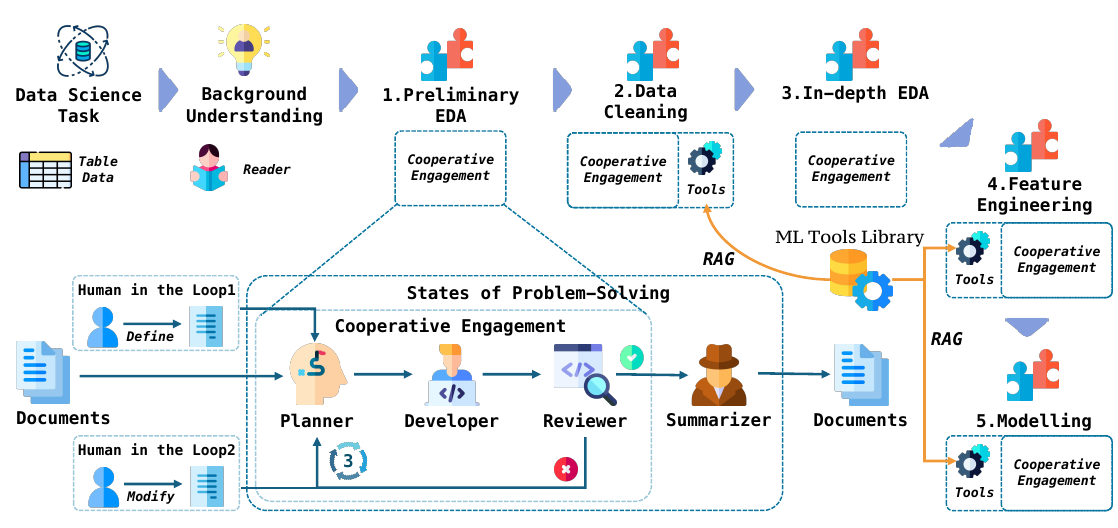 Data Science
Task
Background
Understanding
1.Preliminary
EDA
2.Data
Cleaning
3.In-depth EDA
Table
Data
Reader
Cooperative
Engagement
Cooperative
Engagement
Tools
Cooperative
Engagement
4.Feature
Engineering
Tools
Cooperative
Engagement
ML Tools Library
RAG
RAG
Human in the Loop1
Define
States of Problem-Solving
Cooperative Engagement
</>
</>
Documents
Planner
Developer
Reviewer
Summarizer
Documents
5.Modelling
Human in the Loop2
Modify
3
Tools
Cooperative
Engagement